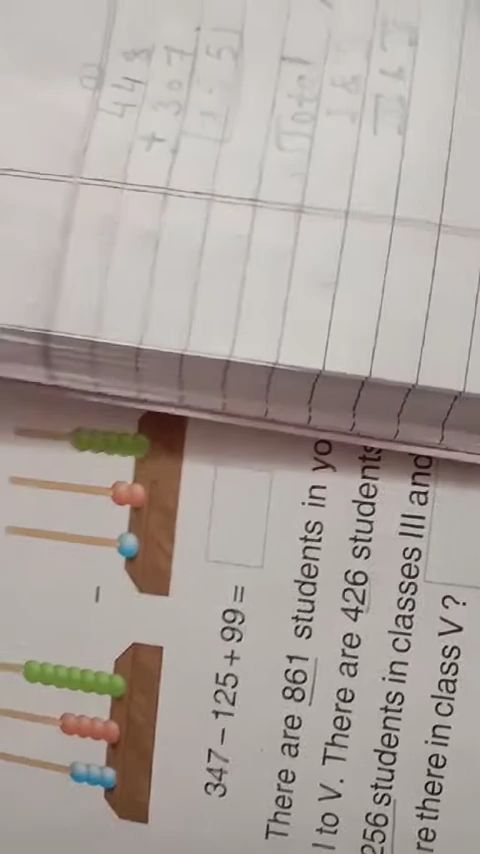 448
+ 307
Total
I &
II & I
347 – 125 + 99 =
There are 861 students in yo
I to V. There are 426 students
256 students in classes III and
re there in class V ?